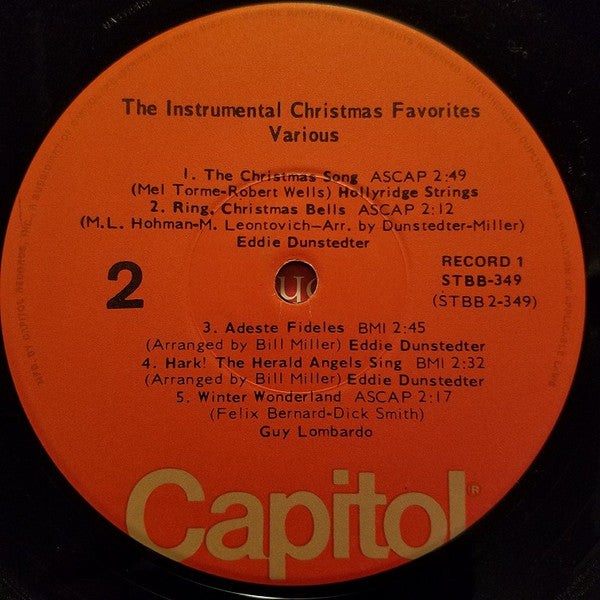 The Instrumental Christmas Favorites
Various
1. The Christmas Song ASCAP 2:49
(Mel Torme-Robert Wells) Hollyridge Strings
2. Ring, Christmas Bells ASCAP 2:12
(M.L. Hohman-M. Leontovich-Arr. by Dunstedter-Miller)
Eddie Dunstedter
2
RECORD 1
STBB-349
(STBB2-349)
3. Adeste Fideles BMI 2:45
(Arranged by Bill Miller) Eddie Dunstedter
4. Hark! The Herald Angels Sing BMI 2:32
(Arranged by Bill Miller) Eddie Dunstedter
5. Winter Wonderland ASCAP 2:17
(Felix Bernard-Dick Smith)
Guy Lombardo
Capitol®